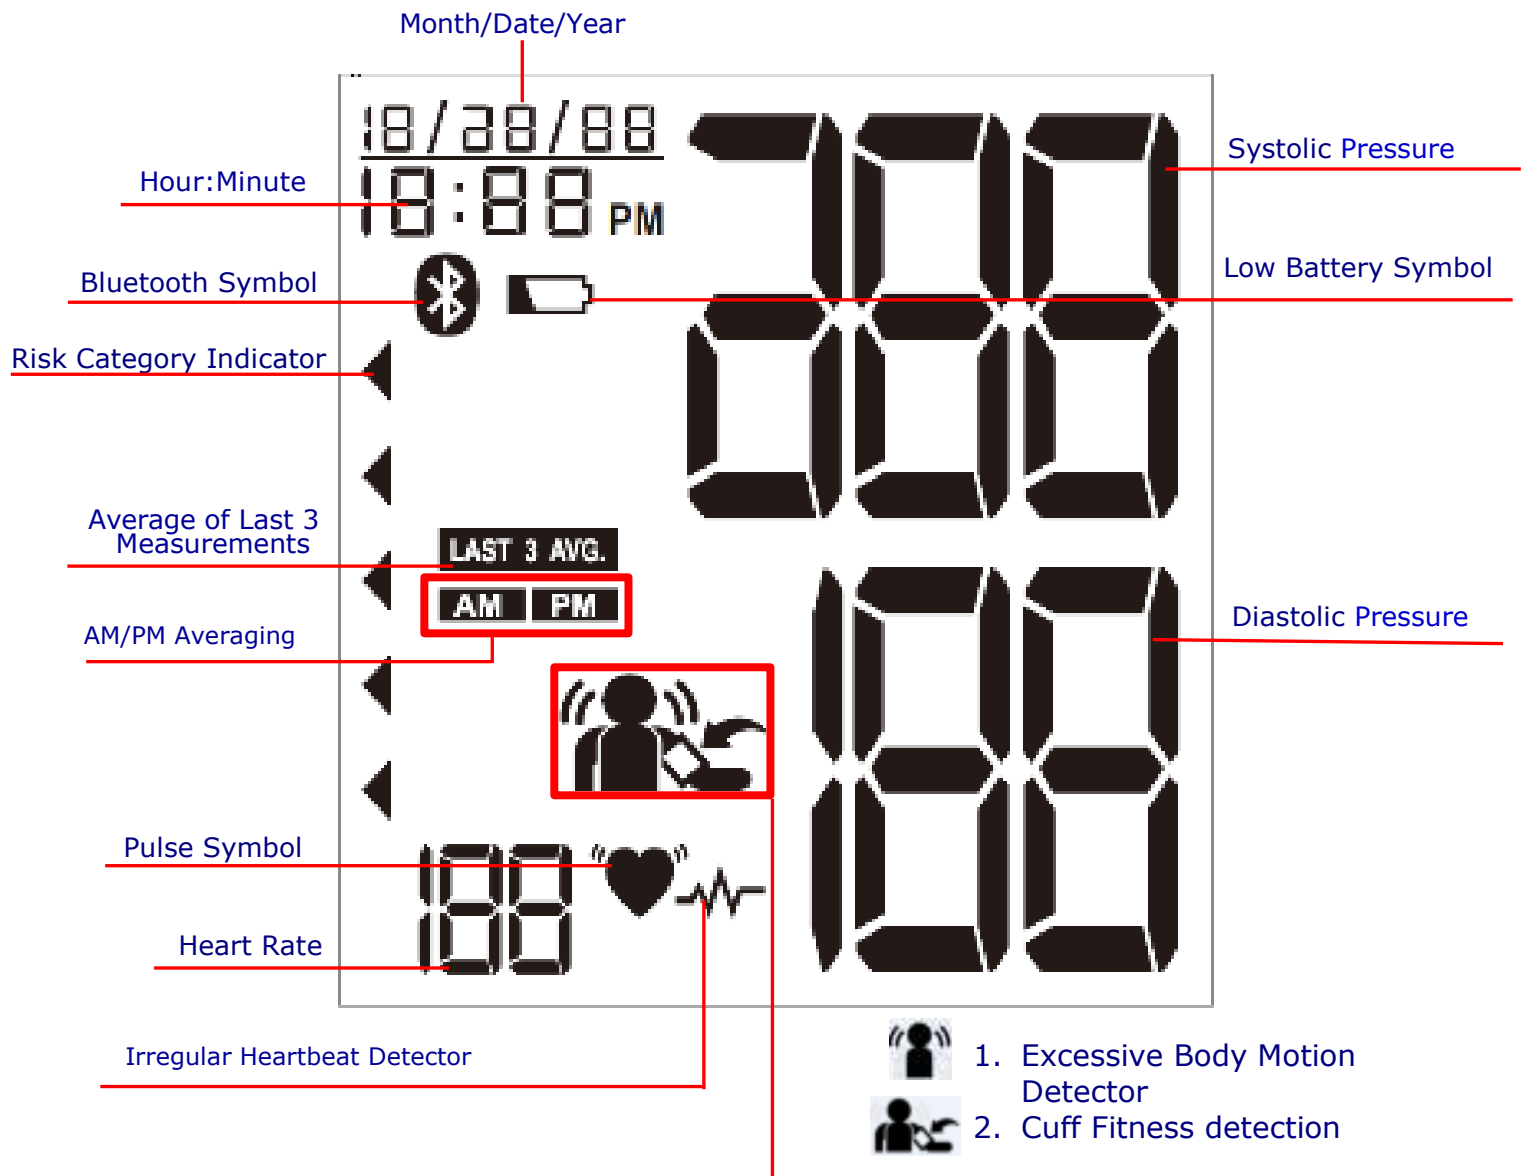 Month/Date/Year
18/38/88
Hour:Minute
18:88 PM
Systolic Pressure
Bluetooth Symbol
Low Battery Symbol
Risk Category Indicator
Average of Last 3
Measurements
LAST 3 AVG.
AM PM
AM/PM Averaging
188
Diastolic Pressure
Pulse Symbol
188
Heart Rate
Irregular Heartbeat Detector
1. Excessive Body Motion
Detector
2. Cuff Fitness detection